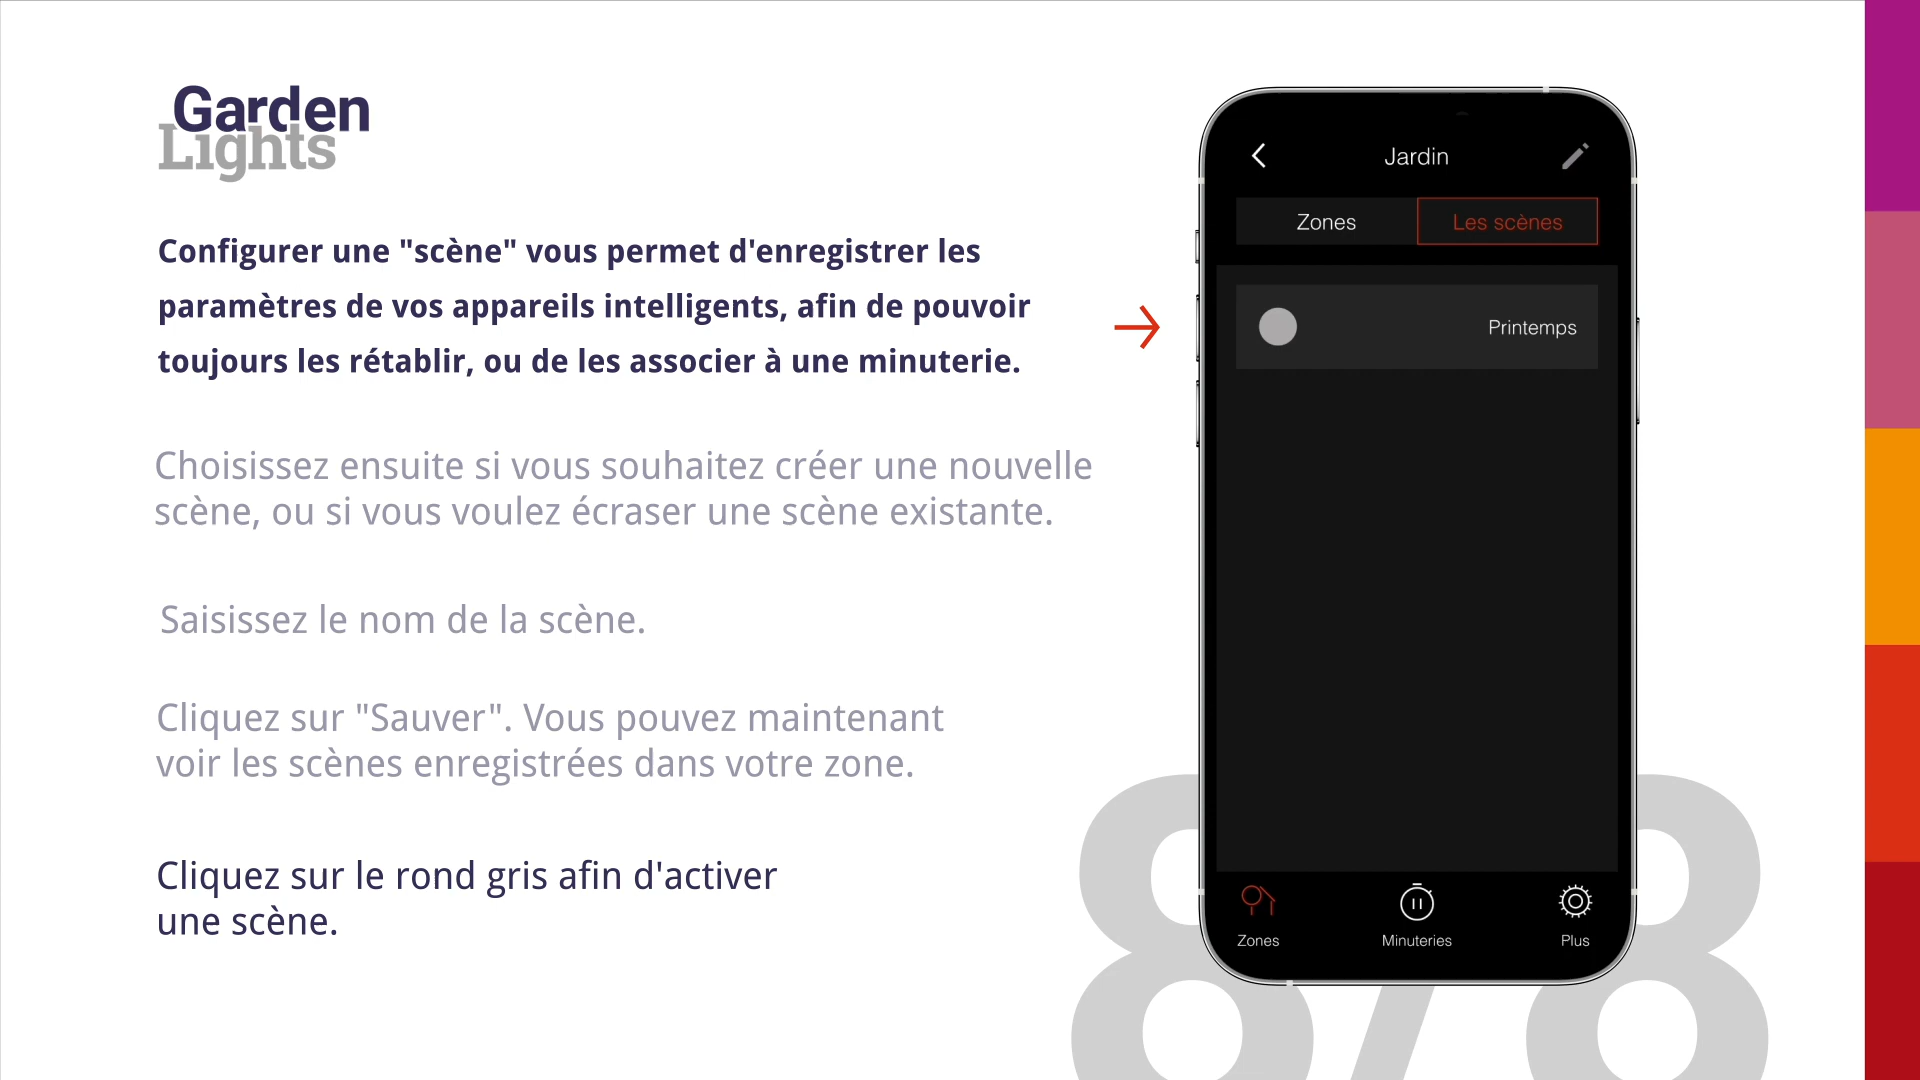 Garden
Lights
Configurer une "scène" vous permet d'enregistrer les
paramètres de vos appareils intelligents, afin de pouvoir
toujours les rétablir, ou de les associer à une minuterie.
Choisissez ensuite si vous souhaitez créer une nouvelle
scène, ou si vous voulez écraser une scène existante.
Saisissez le nom de la scène.
Cliquez sur "Sauver". Vous pouvez maintenant
voir les scènes enregistrées dans votre zone.
Cliquez sur le rond gris afin d'activer
une scène.
Jardin
Zones Les scènes
Printemps
Zones Minuteries Plus
8/8